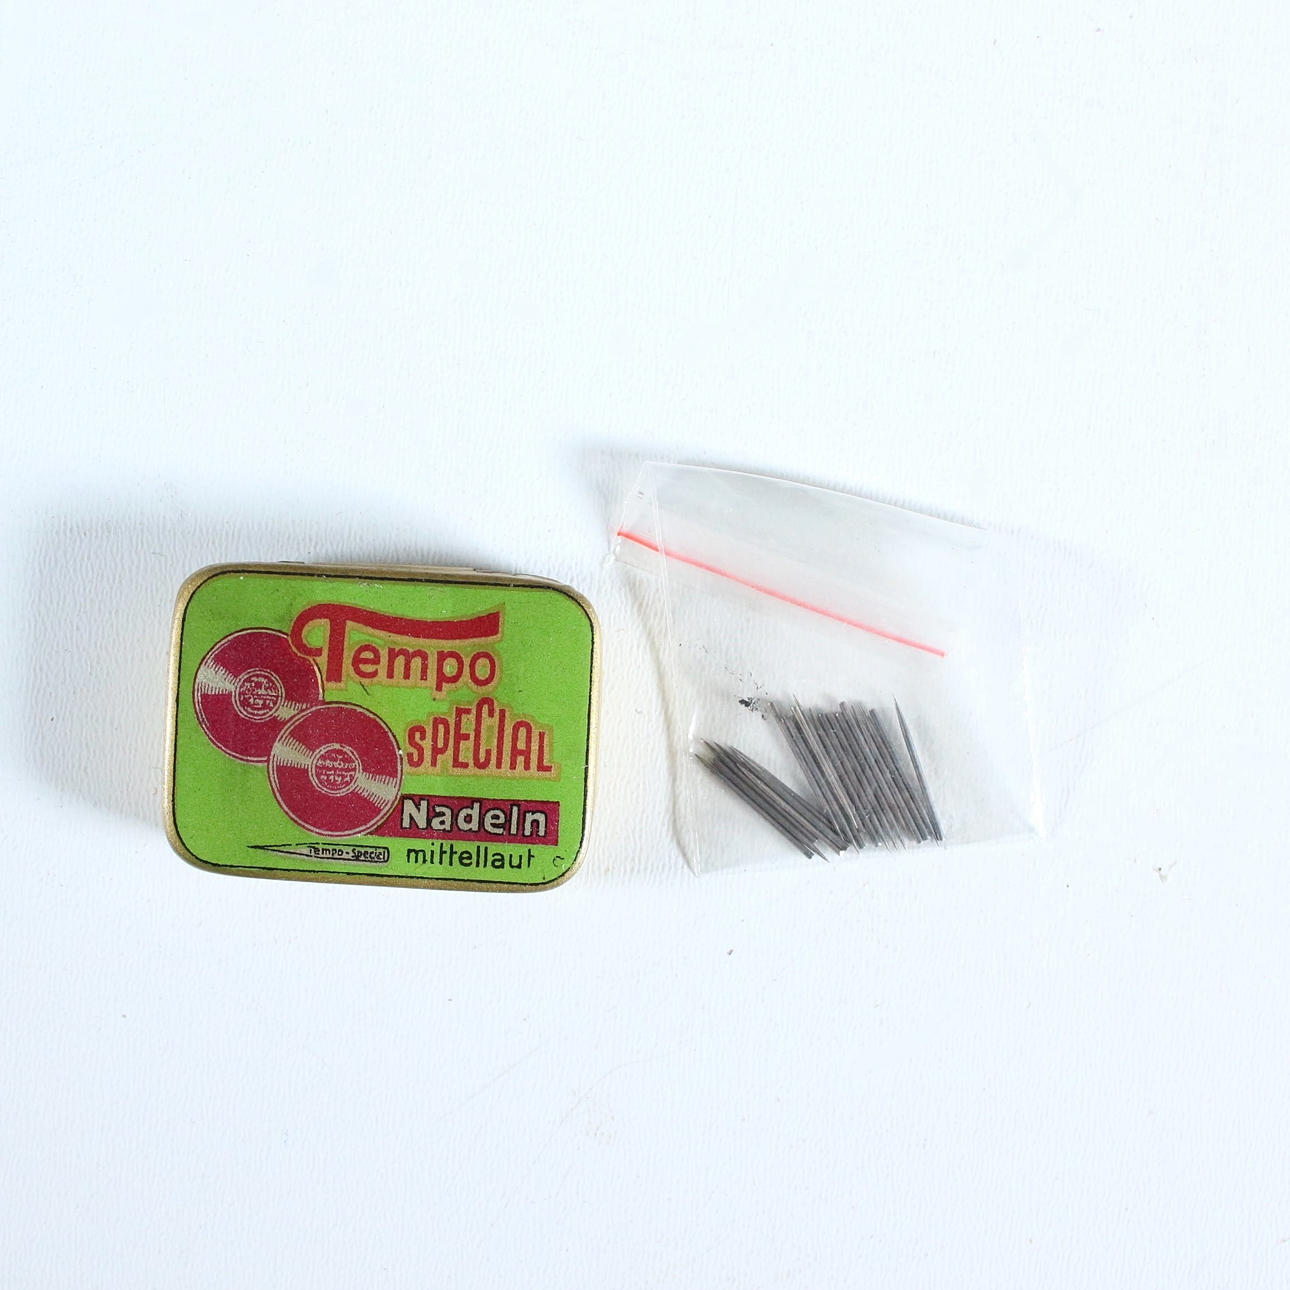 Tempo
SPECIAL
Nadeln
Tempo-Special
mittellaut